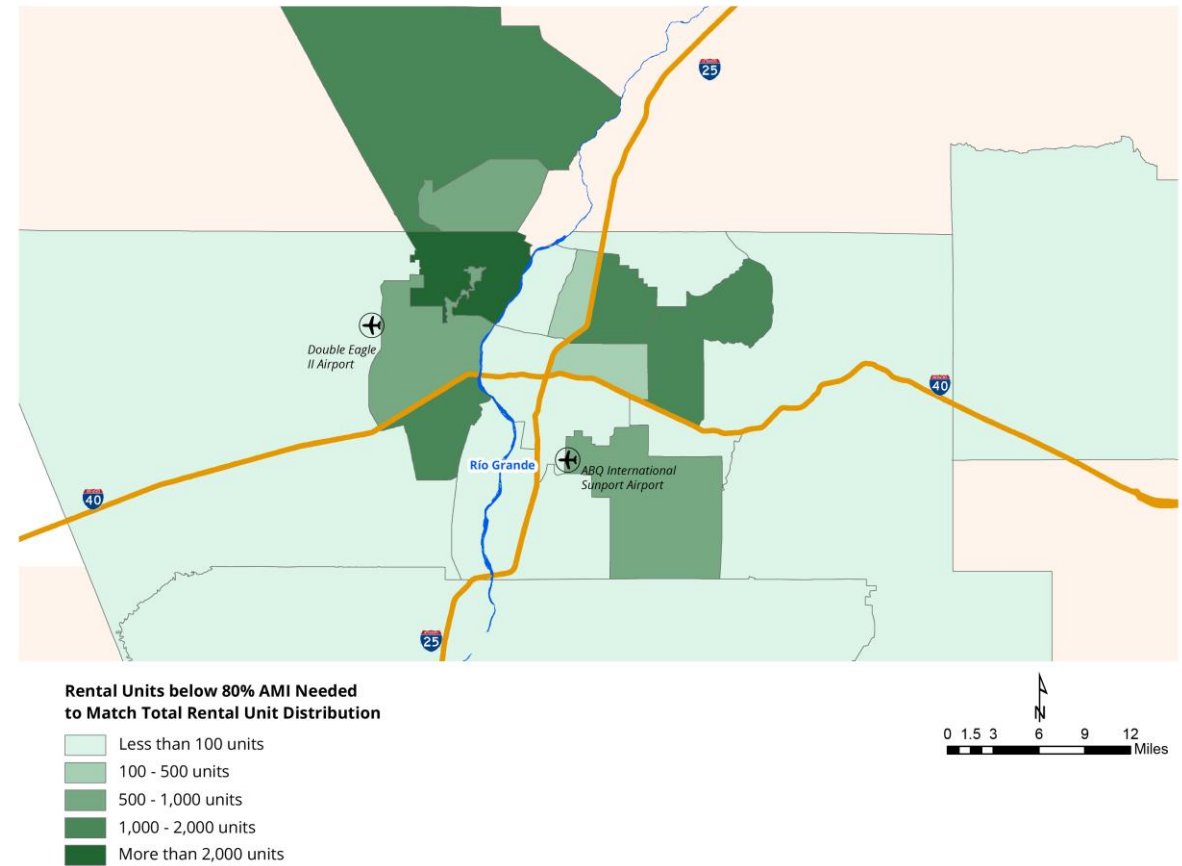 25
Double Eagle
II Airport
40
Río Grande
ABQ International
Sunport Airport
40
25
Rental Units below 80% AMI Needed
to Match Total Rental Unit Distribution
Less than 100 units
100 - 500 units
500 - 1,000 units
1,000 - 2,000 units
More than 2,000 units
N
0 1.5 3 6 9 12
Miles